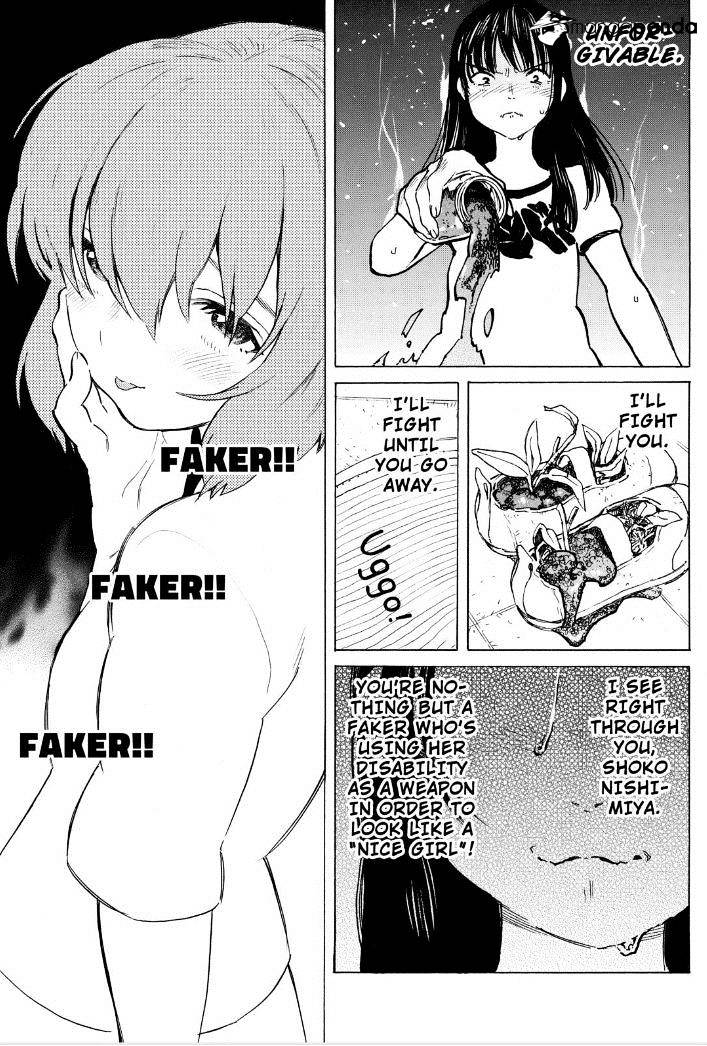 UNFOR-
GIVABLE.
I'LL
FIGHT
YOU.
I'LL
FIGHT
UNTIL
YOU GO
AWAY.
Uggo!
I SEE
RIGHT
THROUGH
YOU,
SHOKO
NISHI-
MIYA.
YOU'RE NO-
THING BUT A
FAKER WHO'S
USING HER
DISABILITY
AS A WEAPON
IN ORDER TO
LOOK LIKE A
"NICE GIRL"!
FAKER!!
FAKER!!
FAKER!!